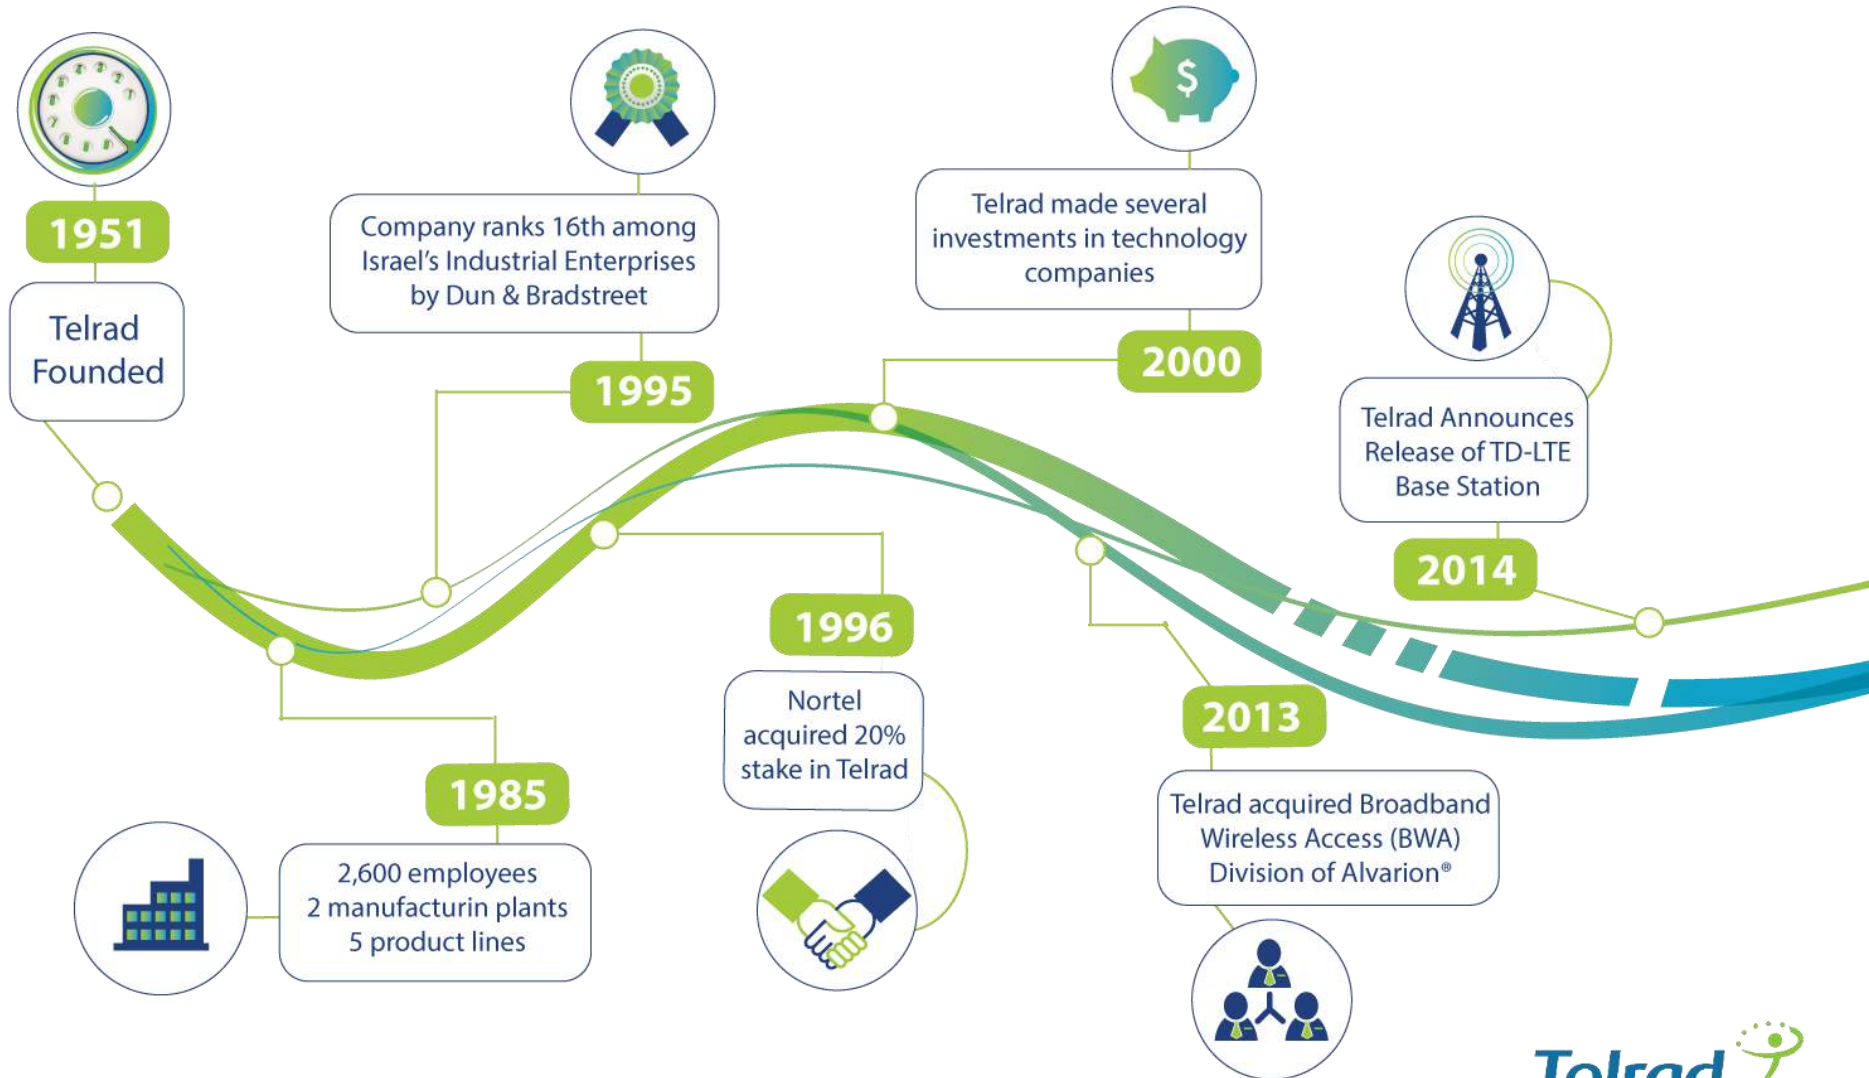 1951
Telrad
Founded
1985
2,600 employees
2 manufacturin plants
5 product lines
Company ranks 16th among
Israel's Industrial Enterprises
by Dun & Bradstreet
1995
1996
Nortel
acquired 20%
stake in Telrad
$
Telrad made several
investments in technology
companies
2000
2013
Telrad acquired Broadband
Wireless Access (BWA)
Division of Alvarion®
Telrad Announces
Release of TD-LTE
Base Station
2014
Telrad